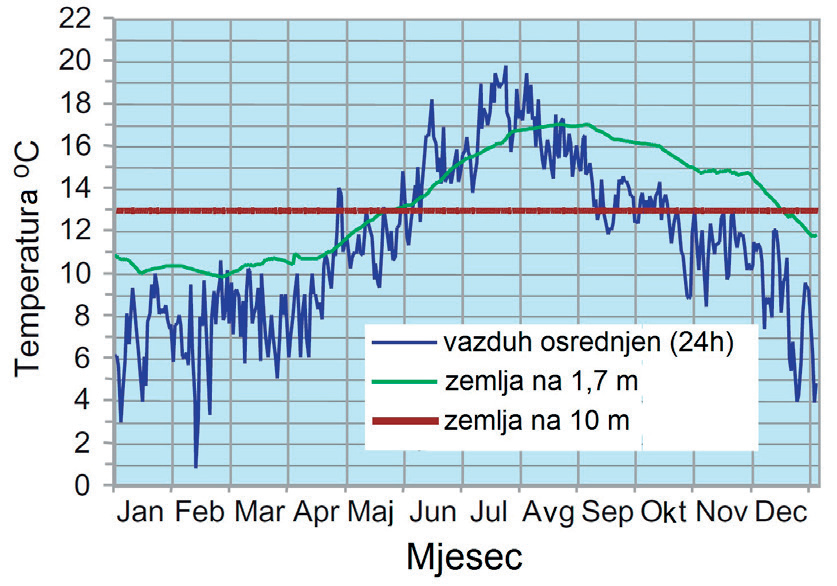 22
20
18
16
14
12
10
8
6
4
2
0
Temperatura ºC
vazduh osrednjen (24h)
zemlja na 1,7 m
zemlja na 10 m
Jan Feb Mar Apr Maj Jun Jul Avg Sep Okt Nov Dec
Mjesec